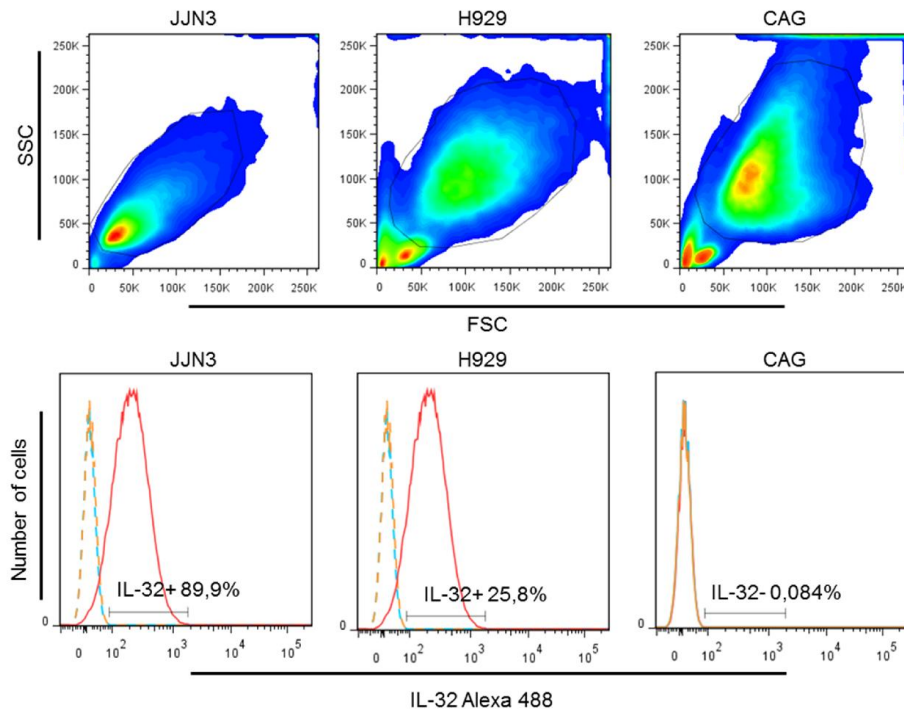 JJN3 H929 CAG
SSC
250K 250K 250K
200K 200K 200K
150K 150K 150K
100K 100K 100K
50K 50K 50K
0 0 0
0 50K 100K 150K 200K 250K 0 50K 100K 150K 200K 250K 0 50K 100K 150K 200K 250K
FSC
JJN3 H929 CAG
Number of cells
IL-32+ 89,9% IL-32+ 25,8% IL-32- 0,084%
0 0 0
0 10² 10³ 10⁴ 10⁵ 0 10² 10³ 10⁴ 10⁵ 0 10² 10³ 10⁴ 10⁵
IL-32 Alexa 488